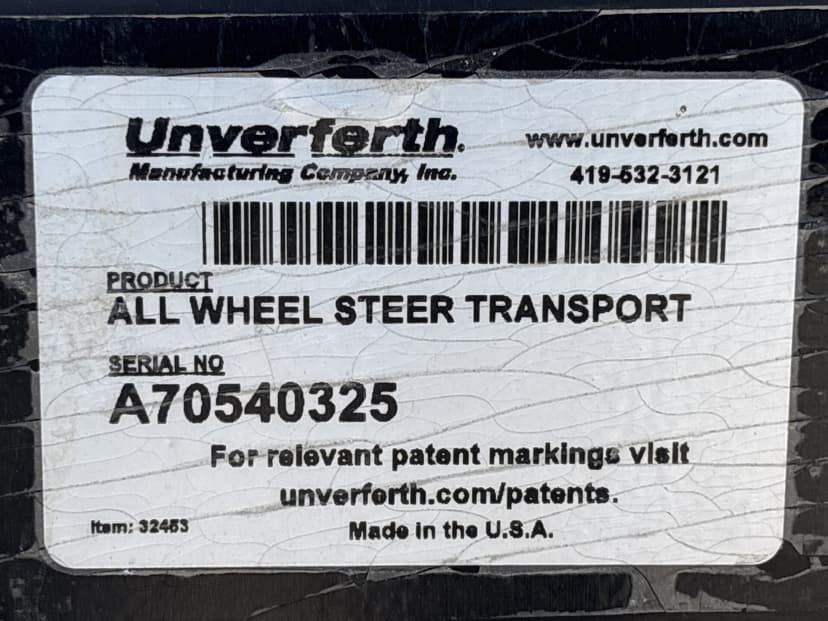 Unverferth®
Manufacturing Company, Inc.
www.unverferth.com
419-532-3121
PRODUCT
ALL WHEEL STEER TRANSPORT
SERIAL NO
A70540325
For relevant patent markings visit
unverferth.com/patents.
Item: 32453
Made in the U.S.A.